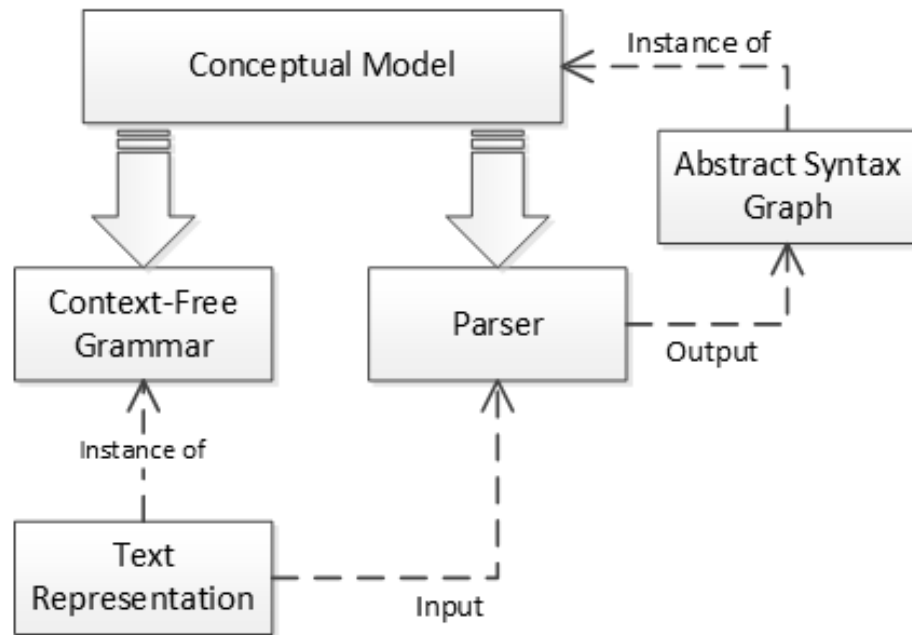 Conceptual Model
Instance of
Abstract Syntax
Graph
Context-Free
Grammar
Parser
Output
Instance of
Text
Representation
Input